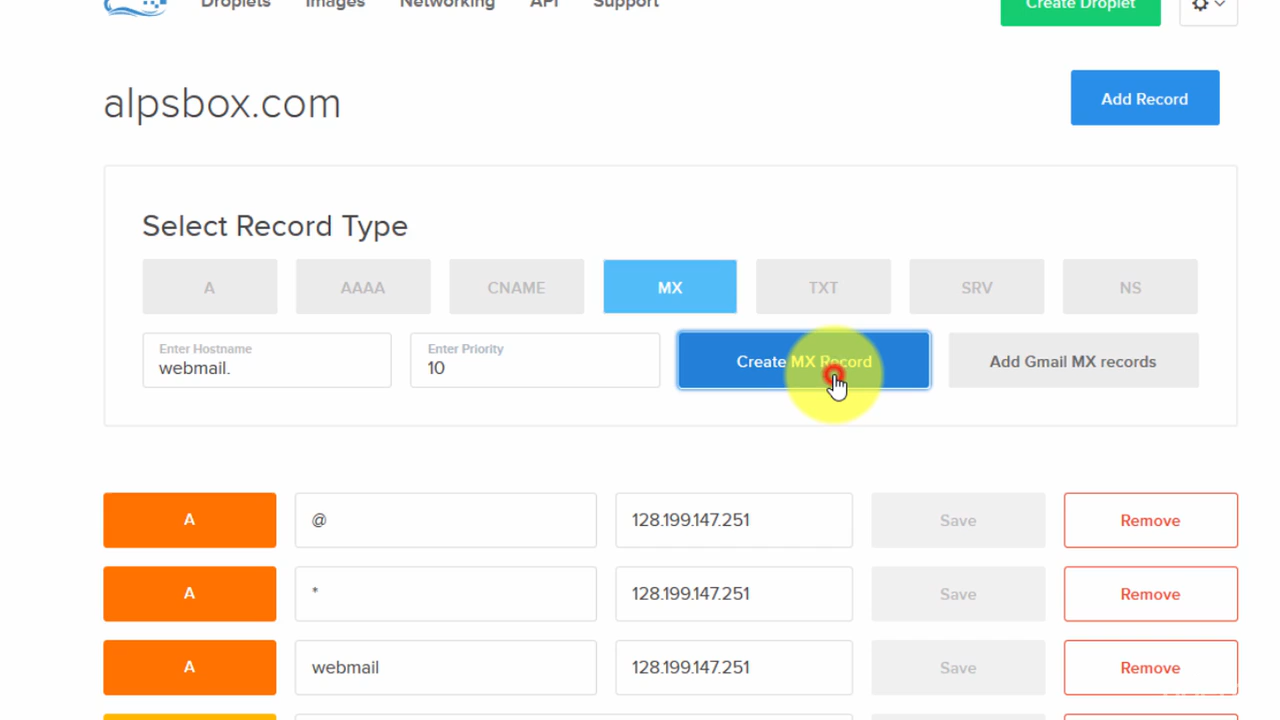 Droplets Images Networking API Support Create Droplet
alpsbox.com Add Record
Select Record Type
A AAAA CNAME MX TXT SRV NS
Enter Hostname Enter Priority
webmail. 10 Create MX Record Add Gmail MX records
A @ 128.199.147.251 Save Remove
A * 128.199.147.251 Save Remove
A webmail 128.199.147.251 Save Remove